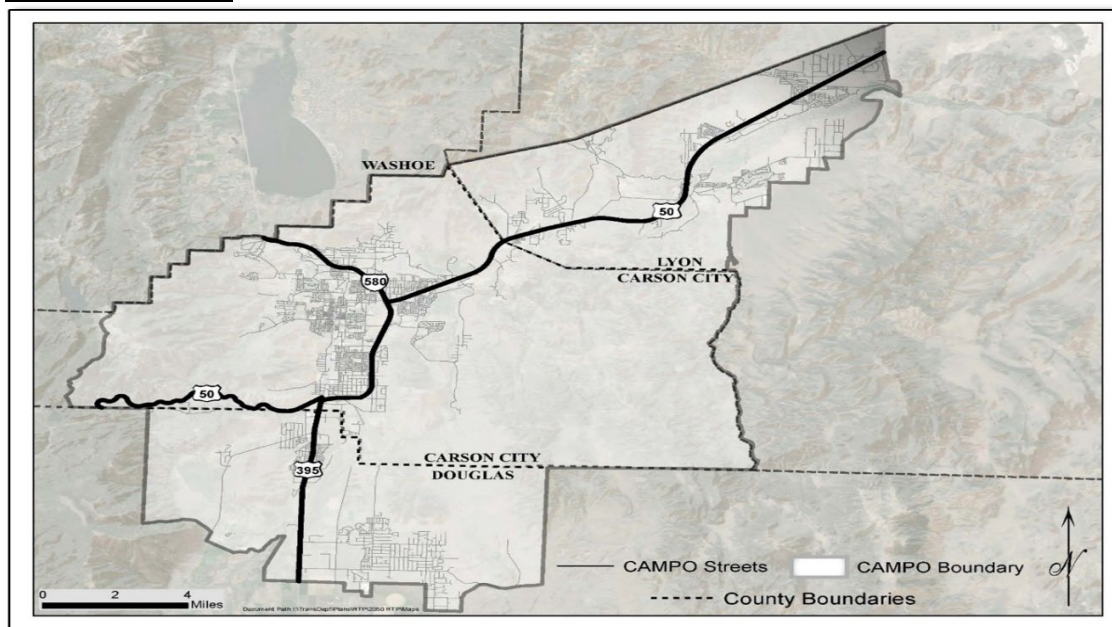 WASHOE
50
580
LYON
CARSON CITY
50
395
CARSON CITY
DOUGLAS
CAMPO Streets
CAMPO Boundary
County Boundaries
N
0 2 4
Miles